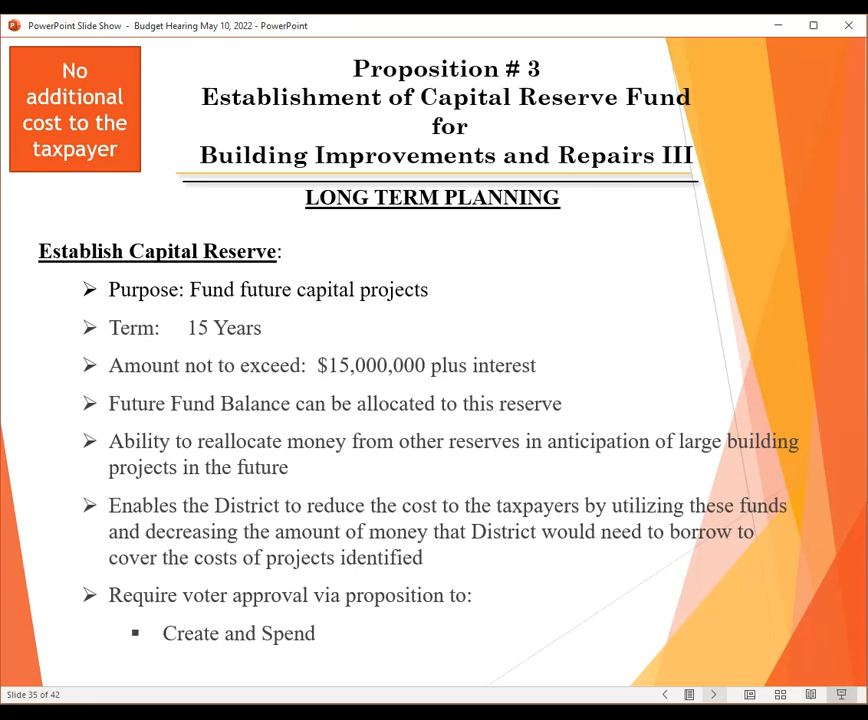 PowerPoint Slide Show - Budget Hearing May 10, 2022 - PowerPoint
No
additional
cost to the
taxpayer
Proposition # 3
Establishment of Capital Reserve Fund
for
Building Improvements and Repairs III
LONG TERM PLANNING
Establish Capital Reserve:
➢ Purpose: Fund future capital projects
➢ Term: 15 Years
➢ Amount not to exceed: $15,000,000 plus interest
➢ Future Fund Balance can be allocated to this reserve
➢ Ability to reallocate money from other reserves in anticipation of large building
projects in the future
➢ Enables the District to reduce the cost to the taxpayers by utilizing these funds
and decreasing the amount of money that District would need to borrow to
cover the costs of projects identified
➢ Require voter approval via proposition to:
▪ Create and Spend
Slide 35 of 42